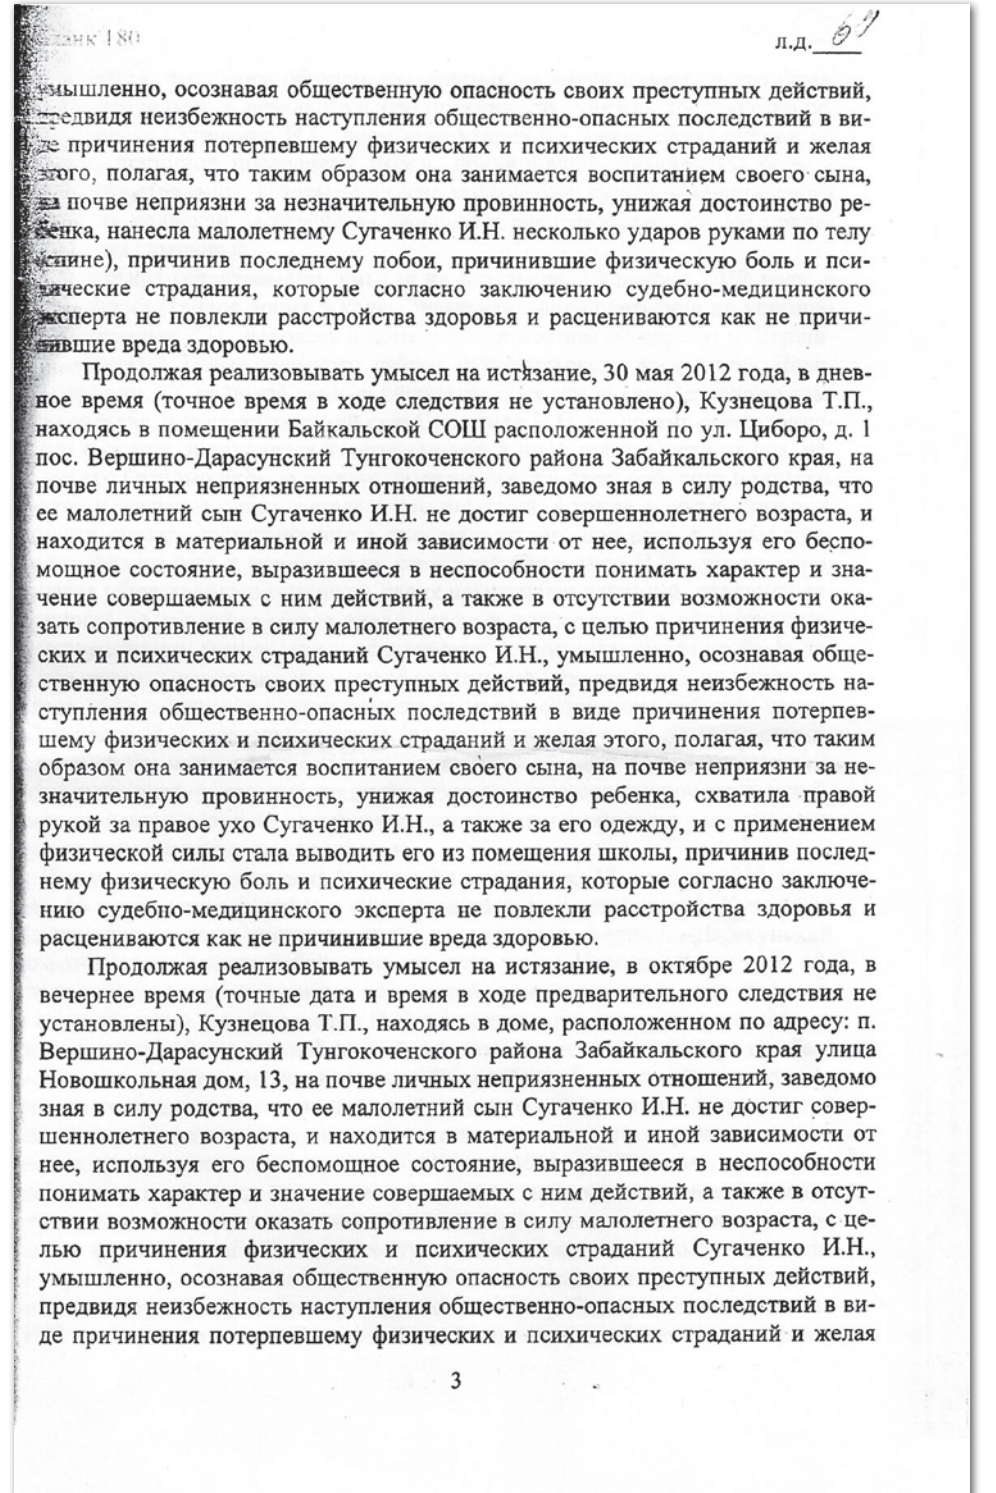 Бланк 180
л.д. 69
умышленно, осознавая общественную опасность своих преступных действий,
предвидя неизбежность наступления общественно-опасных последствий в ви-
де причинения потерпевшему физических и психических страданий и желая
этого, полагая, что таким образом она занимается воспитанием своего сына,
на почве неприязни за незначительную провинность, унижая достоинство ре-
бенка, нанесла малолетнему Сугаченко И.Н. несколько ударов руками по телу
(спине), причинив последнему побои, причинившие физическую боль и пси-
хические страдания, которые согласно заключению судебно-медицинского
эксперта не повлекли расстройства здоровья и расцениваются как не причи-
нившие вреда здоровью.
Продолжая реализовывать умысел на истязание, 30 мая 2012 года, в днев-
ное время (точное время в ходе следствия не установлено), Кузнецова Т.П.,
находясь в помещении Байкальской СОШ расположенной по ул. Циборо, д. 1
пос. Вершино-Дарасунский Тунгокоченского района Забайкальского края, на
почве личных неприязненных отношений, заведомо зная в силу родства, что
ее малолетний сын Сугаченко И.Н. не достиг совершеннолетнего возраста, и
находится в материальной и иной зависимости от нее, используя его беспо-
мощное состояние, выразившееся в неспособности понимать характер и зна-
чение совершаемых с ним действий, а также в отсутствии возможности ока-
зать сопротивление в силу малолетнего возраста, с целью причинения физиче-
ских и психических страданий Сугаченко И.Н., умышленно, осознавая обще-
ственную опасность своих преступных действий, предвидя неизбежность на-
ступления общественно-опасных последствий в виде причинения потерпев-
шему физических и психических страданий и желая этого, полагая, что таким
образом она занимается воспитанием своего сына, на почве неприязни за не-
значительную провинность, унижая достоинство ребенка, схватила правой
рукой за правое ухо Сугаченко И.Н., а также за его одежду, и с применением
физической силы стала выводить его из помещения школы, причинив послед-
нему физическую боль и психические страдания, которые согласно заключе-
нию судебно-медицинского эксперта не повлекли расстройства здоровья и
расцениваются как не причинившие вреда здоровью.
Продолжая реализовывать умысел на истязание, в октябре 2012 года, в
вечернее время (точные дата и время в ходе предварительного следствия не
установлены), Кузнецова Т.П., находясь в доме, расположенном по адресу: п.
Вершино-Дарасунский Тунгокоченского района Забайкальского края улица
Новошкольная дом, 13, на почве личных неприязненных отношений, заведомо
зная в силу родства, что ее малолетний сын Сугаченко И.Н. не достиг совер-
шеннолетнего возраста, и находится в материальной и иной зависимости от
нее, используя его беспомощное состояние, выразившееся в неспособности
понимать характер и значение совершаемых с ним действий, а также в отсут-
ствии возможности оказать сопротивление в силу малолетнего возраста, с це-
лью причинения физических и психических страданий Сугаченко И.Н.,
умышленно, осознавая общественную опасность своих преступных действий,
предвидя неизбежность наступления общественно-опасных последствий в ви-
де причинения потерпевшему физических и психических страданий и желая
3